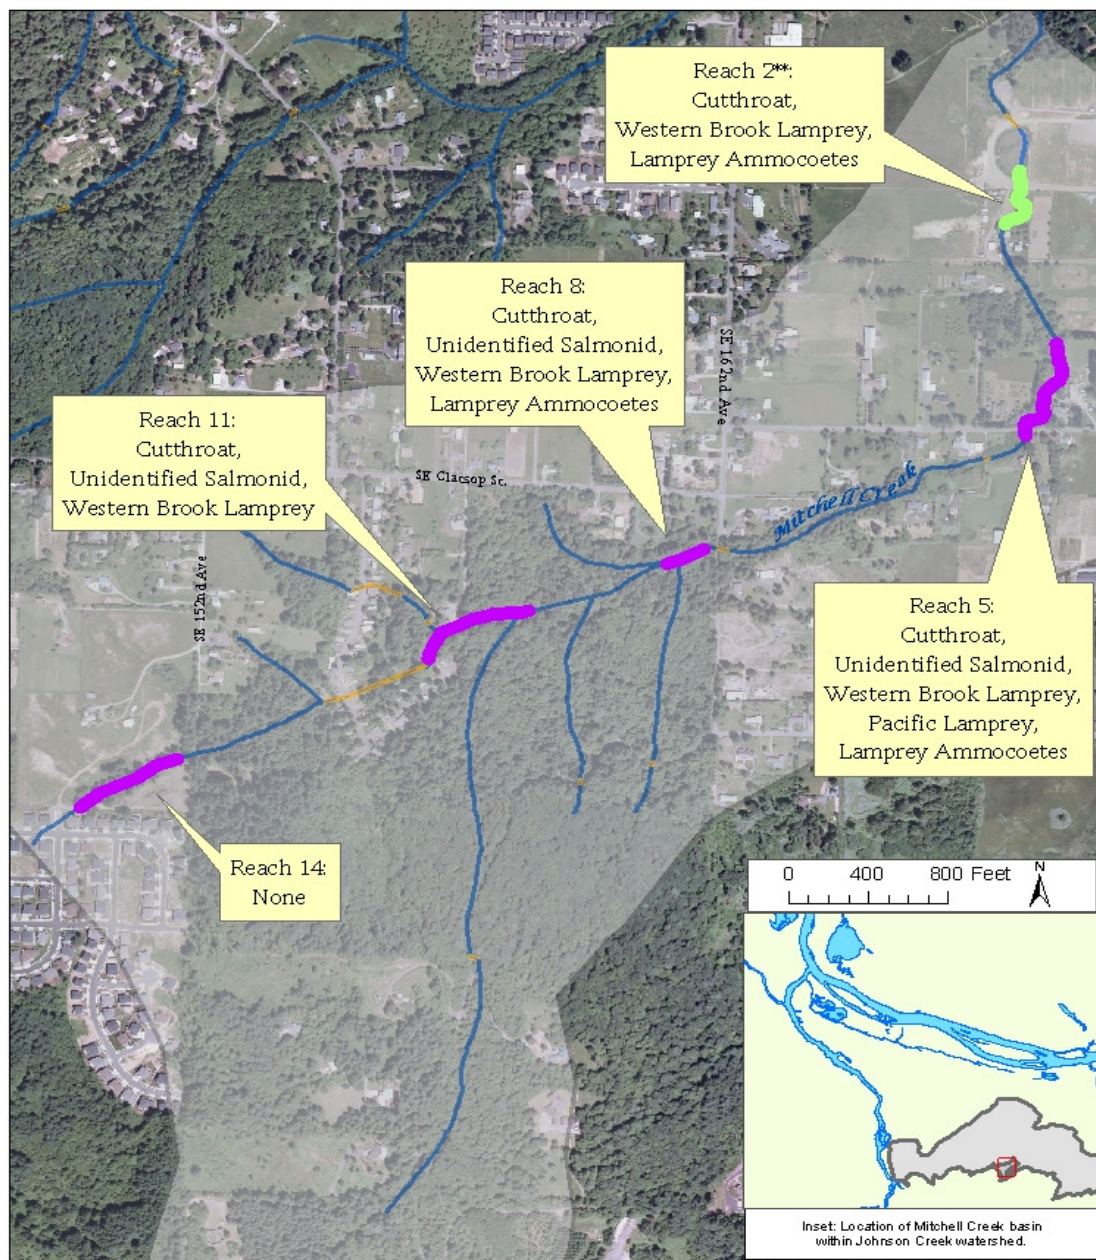 Reach 2**:
Cutthroat,
Western Brook Lamprey,
Lamprey Ammocoetes
Reach 8:
Cutthroat,
Unidentified Salmonid,
Western Brook Lamprey,
Lamprey Ammocoetes
SE 162nd Ave
Reach 11:
Cutthroat,
Unidentified Salmonid,
Western Brook Lamprey
SE Clatsop St.
Mitchell Creek
SE 152nd Ave
Reach 5:
Cutthroat,
Unidentified Salmonid,
Western Brook Lamprey,
Pacific Lamprey,
Lamprey Ammocoetes
Reach 14:
None
0 400 800 Feet
N
Inset: Location of Mitchell Creek basin
within Johnson Creek watershed.